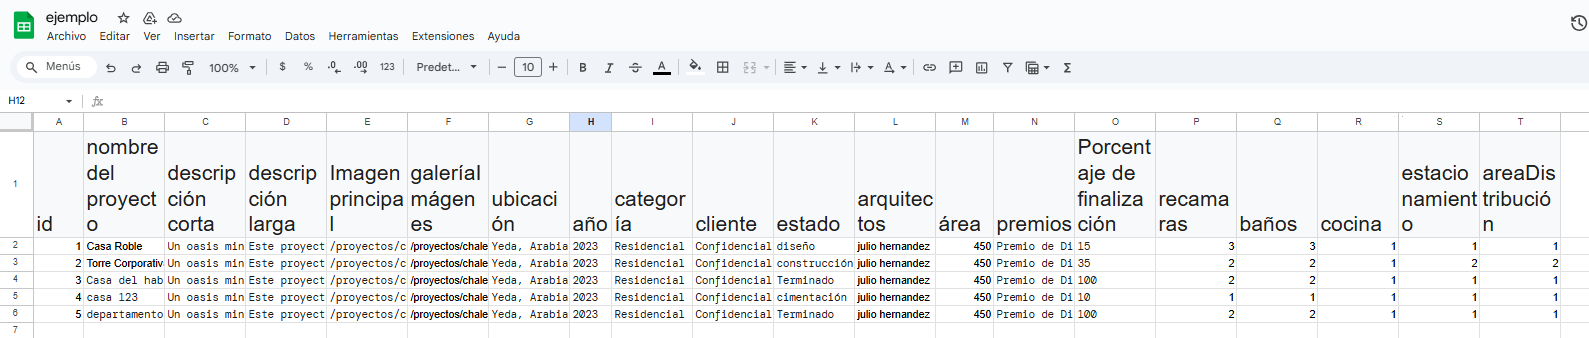 ejemplo
Archivo Editar Ver Insertar Formato Datos Herramientas Extensiones Ayuda
Menús 100% $ % .0 .00 123 Predet... − 10 + B I S A Σ
H12 fx
A B C D E F G H I J K L M N O P Q R S T
1 id nombre del proyecto descripción corta descripción larga Imagen principal galeríaImágenes ubicación año categoría cliente estado arquitectos área premios Porcentaje de finalización recamaras baños cocina estacionamiento areaDistribución
2 1 Casa Roble Un oasis min Este proyect /proyectos/c /proyectos/chale Yeda, Arabia 2023 Residencial Confidencial diseño julio hernandez 450 Premio de Di 15 3 3 1 1 1
3 2 Torre Corporativa Un oasis min Este proyect /proyectos/c /proyectos/chale Yeda, Arabia 2023 Residencial Confidencial construcción julio hernandez 450 Premio de Di 35 2 2 1 2 2
4 3 Casa del hab Un oasis min Este proyect /proyectos/c /proyectos/chale Yeda, Arabia 2023 Residencial Confidencial Terminado julio hernandez 450 Premio de Di 100 2 2 1 1 1
5 4 casa 123 Un oasis min Este proyect /proyectos/c /proyectos/chale Yeda, Arabia 2023 Residencial Confidencial cimentación julio hernandez 450 Premio de Di 10 1 1 1 1 1
6 5 departamento Un oasis min Este proyect /proyectos/c /proyectos/chale Yeda, Arabia 2023 Residencial Confidencial Terminado julio hernandez 450 Premio de Di 100 2 2 1 1 1
7